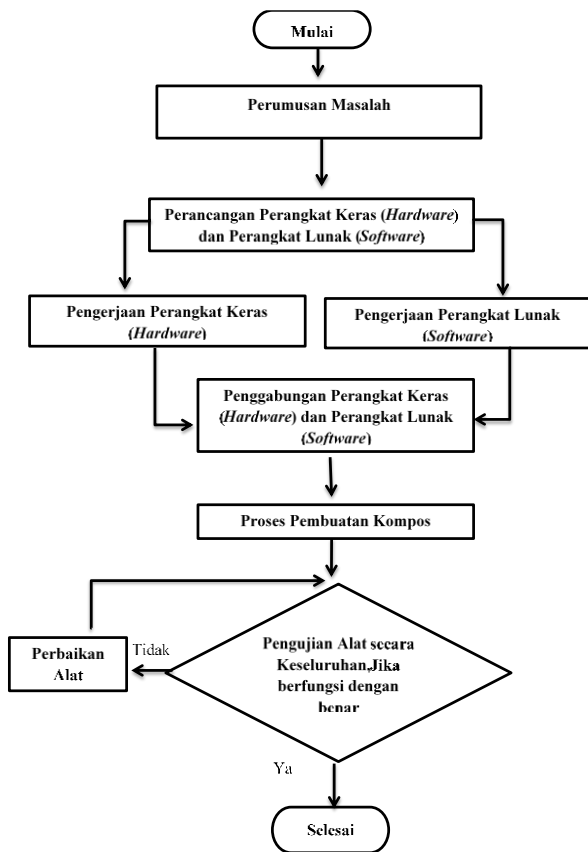 Mulai
Perumusan Masalah
Perancangan Perangkat Keras (Hardware)
dan Perangkat Lunak (Software)
Pengerjaan Perangkat Keras
(Hardware)
Pengerjaan Perangkat Lunak
(Software)
Penggabungan Perangkat Keras
(Hardware) dan Perangkat Lunak
(Software)
Proses Pembuatan Kompos
Pengujian Alat secara
Keseluruhan,Jika
berfungsi dengan
benar
Tidak
Perbaikan
Alat
Ya
Selesai